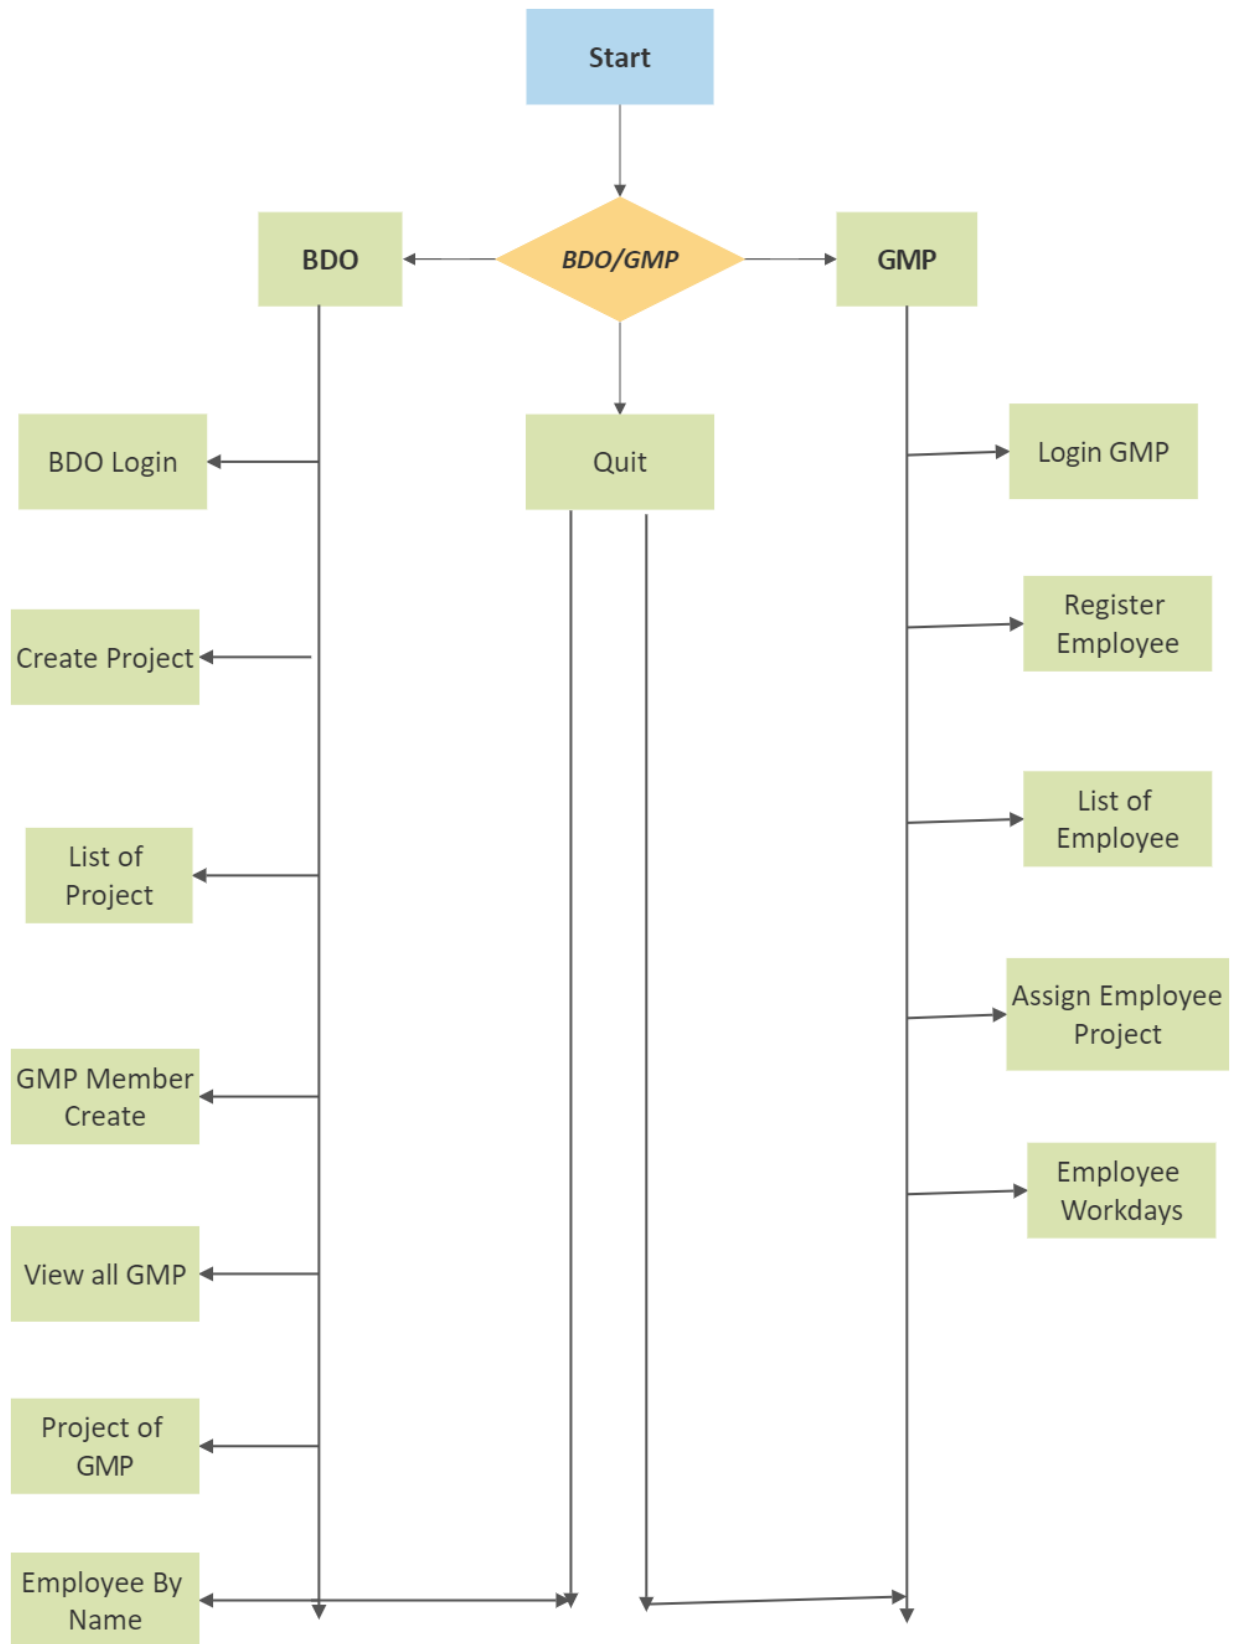 Start
BDO
BDO/GMP
GMP
BDO Login
Quit
Login GMP
Create Project
Register
Employee
List of
Project
List of
Employee
GMP Member
Create
Assign Employee
Project
View all GMP
Employee
Workdays
Project of
GMP
Employee By
Name